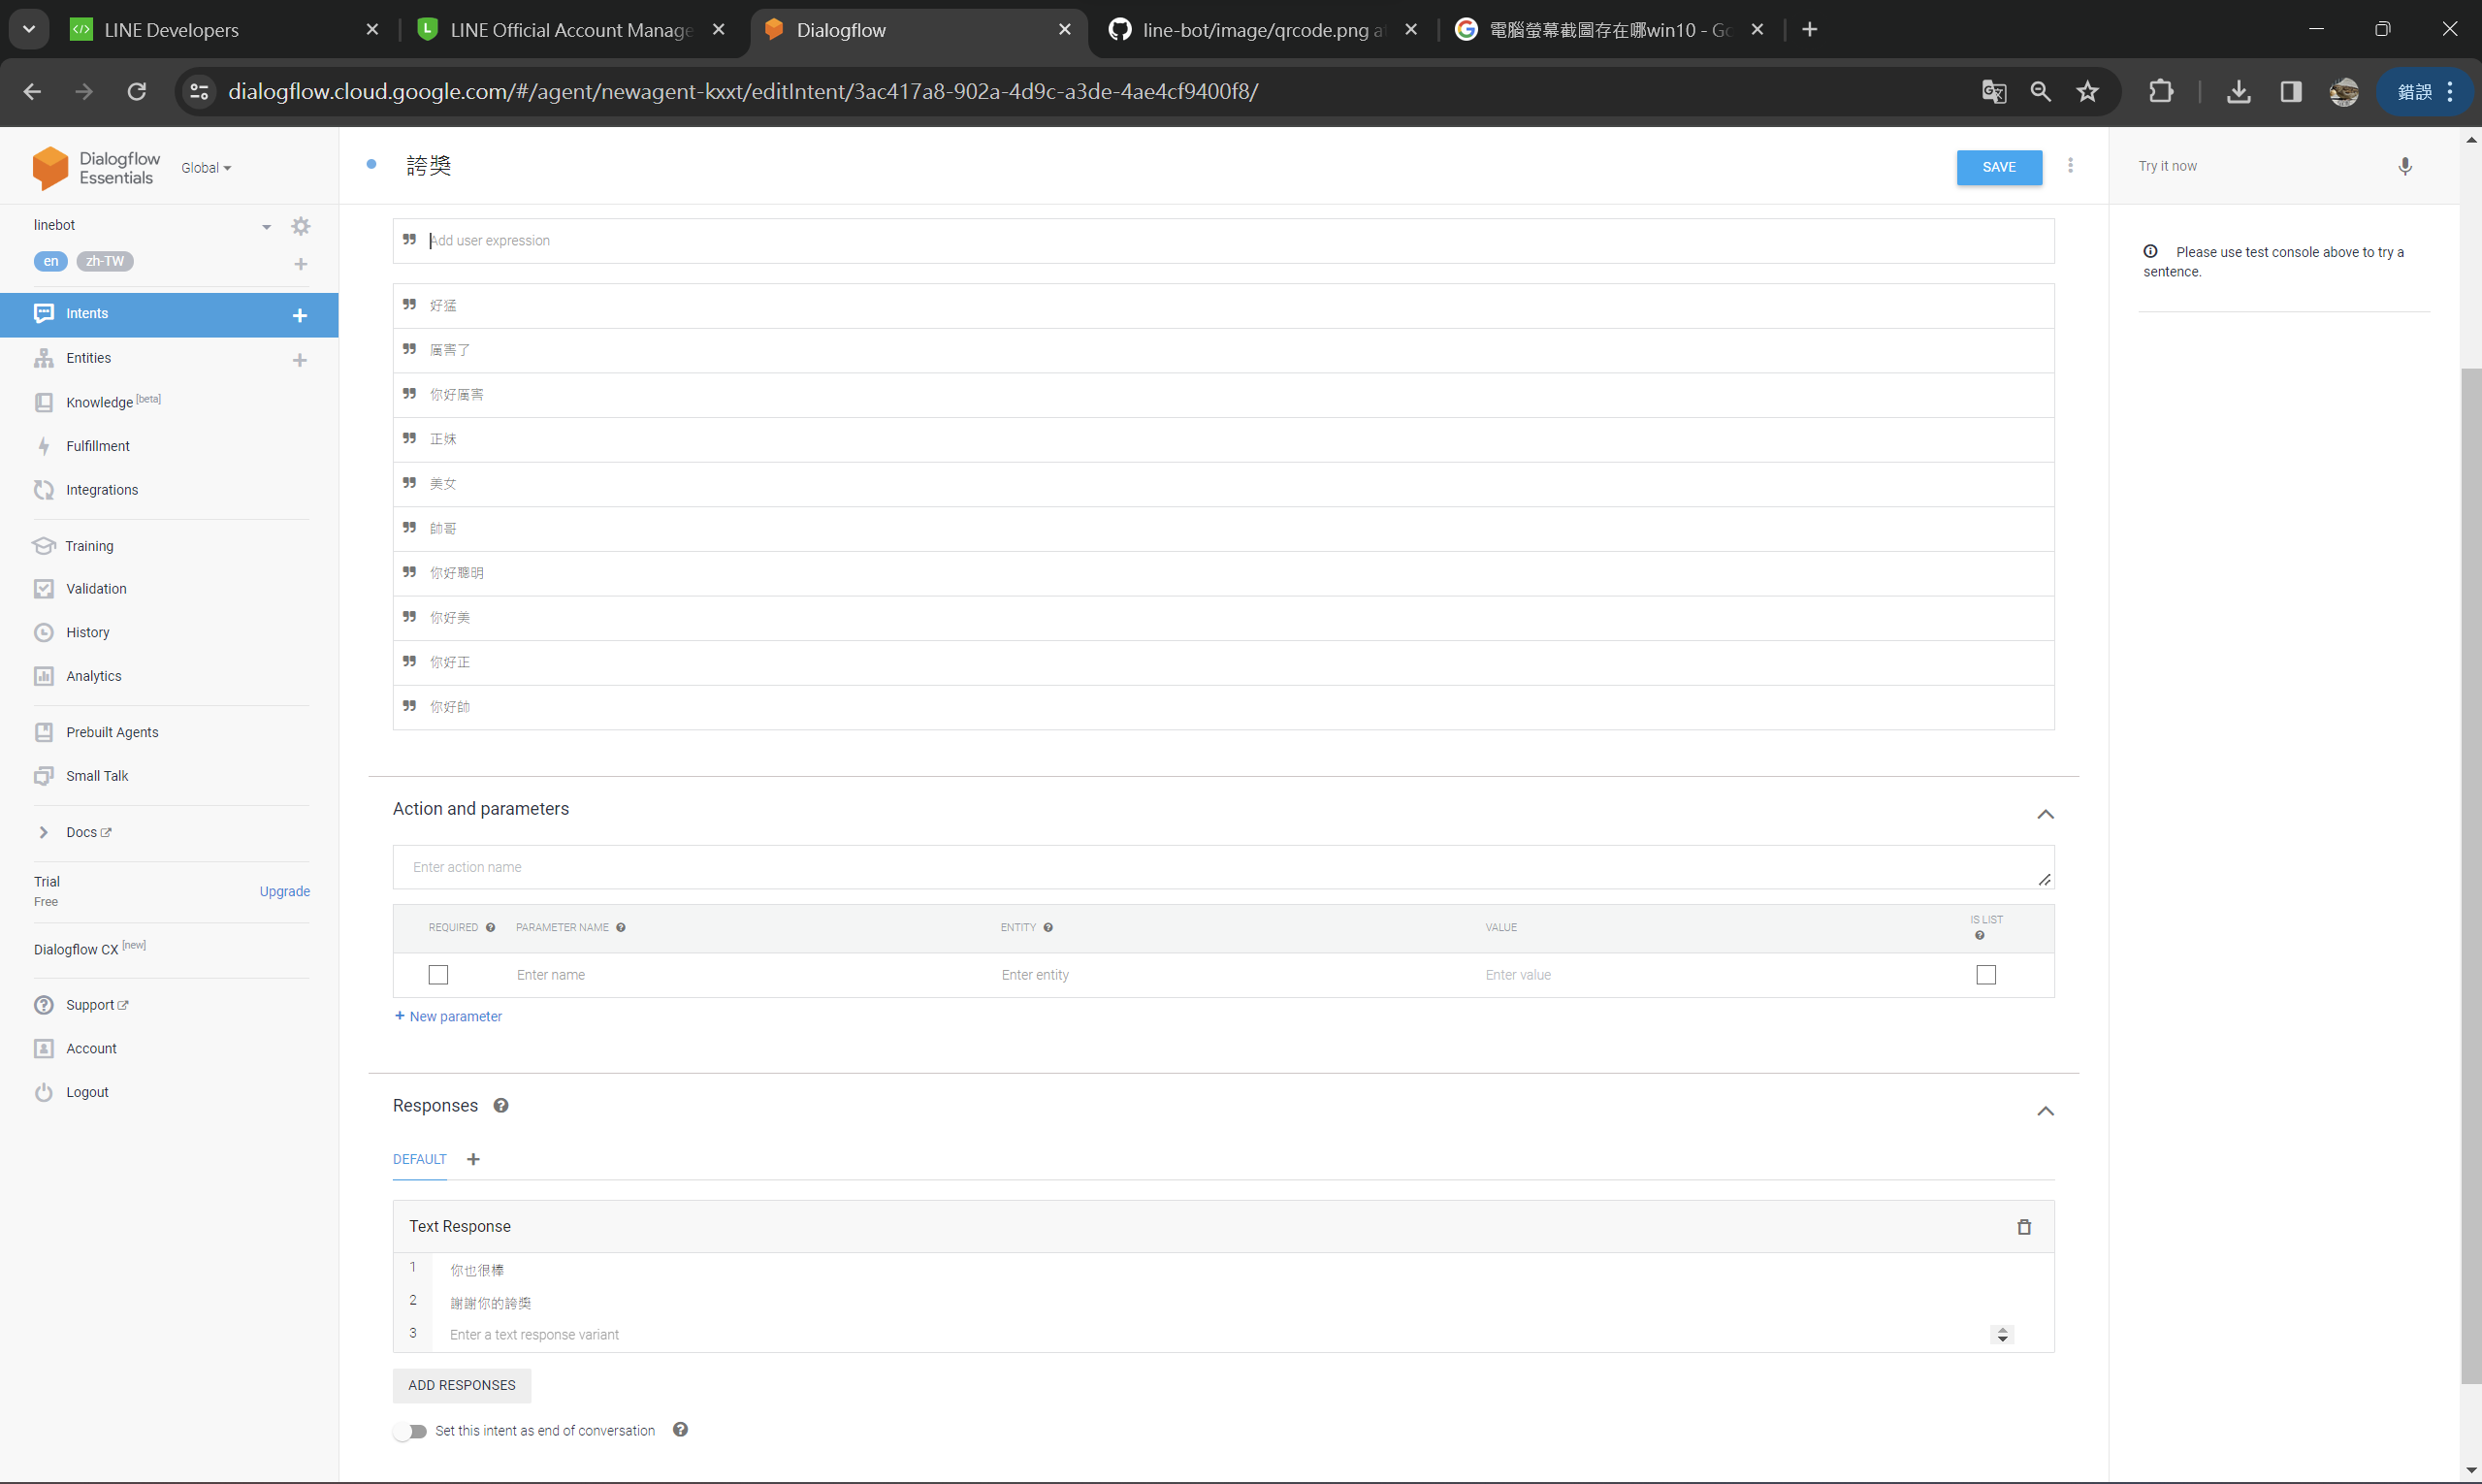 LINE Developers
LINE Official Account Manage
Dialogflow
line-bot/image/qrcode.png a
電腦螢幕截圖存在哪win10 - Go
dialogflow.cloud.google.com/#/agent/newagent-kxxt/editIntent/3ac417a8-902a-4d9c-a3de-4ae4cf9400f8/
錯誤
Dialogflow
Essentials
Global
linebot
en
zh-TW
Intents
Entities
Knowledge [beta]
Fulfillment
Integrations
Training
Validation
History
Analytics
Prebuilt Agents
Small Talk
Docs
Trial
Free
Upgrade
Dialogflow CX [new]
Support
Account
Logout
誇獎
SAVE
Add user expression
好猛
厲害了
你好厲害
正妹
美女
帥哥
你好聰明
你好美
你好正
你好帥
Action and parameters
Enter action name
REQUIRED
PARAMETER NAME
ENTITY
VALUE
IS LIST
Enter name
Enter entity
Enter value
+ New parameter
Responses
DEFAULT
Text Response
1 你也很棒
2 謝謝你的誇獎
3 Enter a text response variant
ADD RESPONSES
Set this intent as end of conversation
Try it now
Please use test console above to try a
sentence.